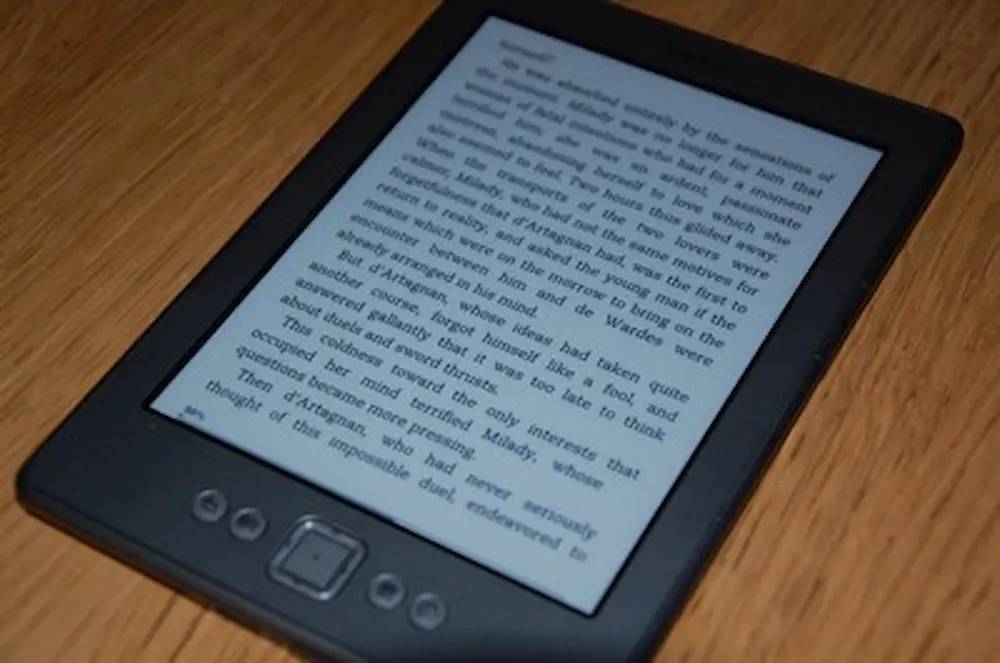 himself?
He was absorbed entirely by the sensations of
the moment. Milady was no longer for him that
woman of fatal intentions who had for a moment
terrified him; she was an ardent, passionate
mistress, abandoning herself to love which she
also seemed to feel. Two hours thus glided away.
When the transports of the two lovers were
calmer, Milady, who had not the same motives for
forgetfulness that d'Artagnan had, was the first to
return to reality, and asked the young man if the
means which were on the morrow to bring on the
encounter between him and de Wardes were
already arranged in his mind.
But d'Artagnan, whose ideas had taken quite
another course, forgot himself like a fool, and
answered gallantly that it was too late to think
about duels and sword thrusts.
This coldness toward the only interests that
occupied her mind terrified Milady, whose
questions became more pressing.
Then d'Artagnan, who had never seriously
thought of this impossible duel, endeavored to